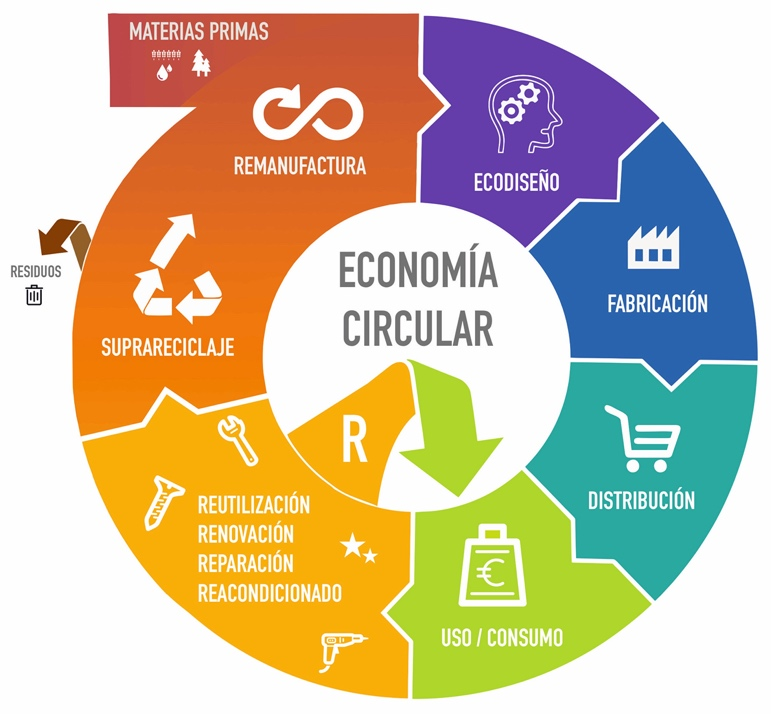 MATERIAS PRIMAS
REMANUFACTURA
ECODISEÑO
ECONOMÍA
CIRCULAR
RESIDUOS
FABRICACIÓN
SUPRARECICLAJE
R
DISTRIBUCIÓN
REUTILIZACIÓN
RENOVACIÓN
REPARACIÓN
REACONDICIONADO
€
USO / CONSUMO